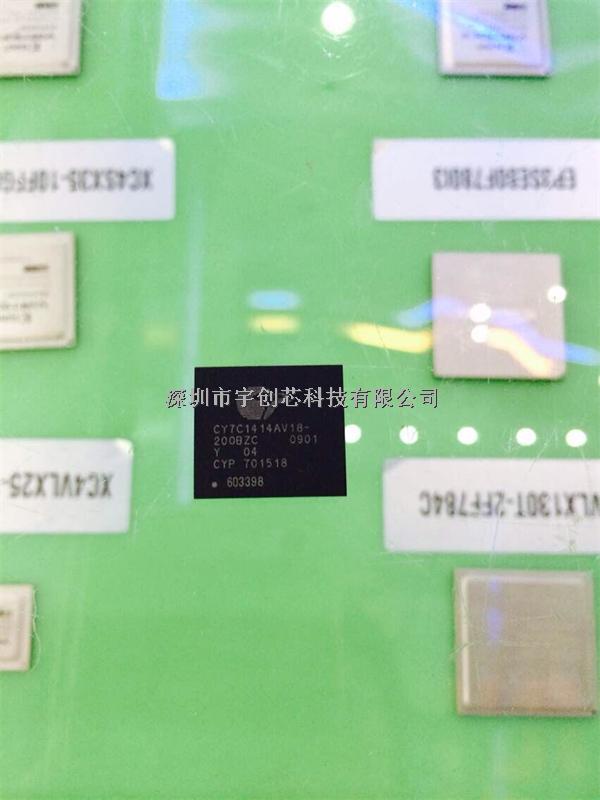 XC4SX35-10FFG
EP3SE80F780I3
深圳市宇创芯科技有限公司
CY7C1414AV18-
200BZC 0901
Y 04
CYP 701518
603398
XC4VLX25-
VLX130T-2FF784C